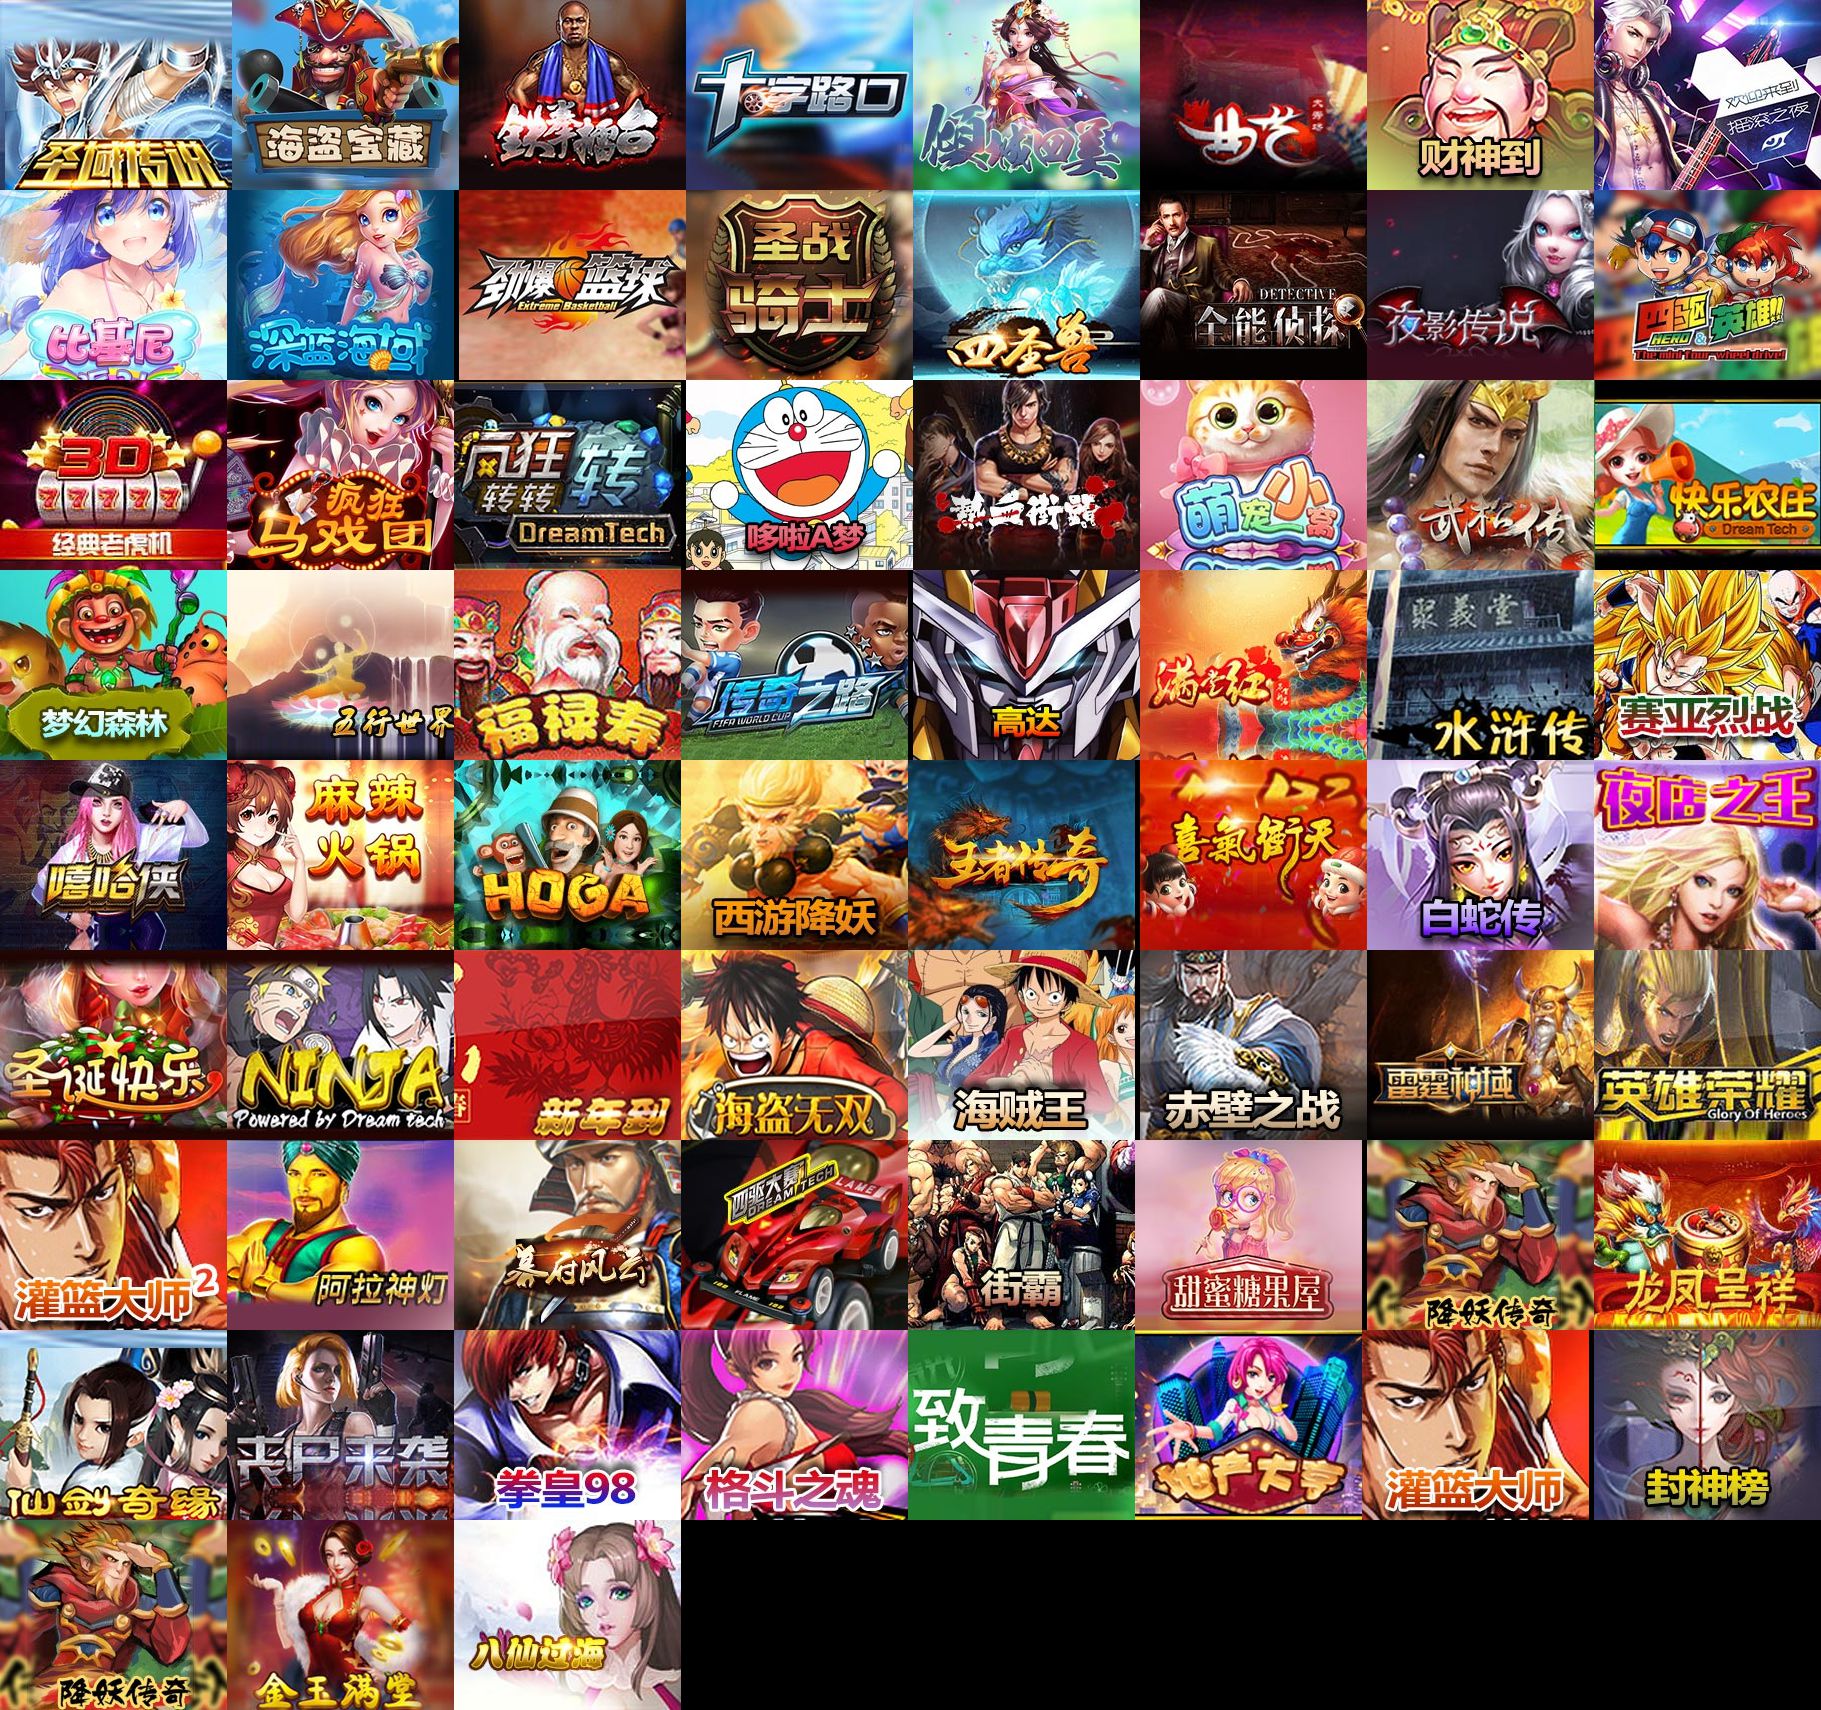 圣域传说
海盗宝藏
铁拳擂台
十字路口
倾城四美
曲艺
财神到
欢迎来到
摇滚之夜
比基尼
深蓝海域
劲爆篮球
Extreme Basketball
圣战
骑士
四圣兽
DETECTIVE
全能侦探
夜影传说
四驱英雄!!
HERO &
The mini four-wheel drive!
3D
77777
经典老虎机
疯狂
马戏团
疯狂
转转转
DreamTech
哆啦A梦
热血街头
萌宠小窝
武松传
快乐农庄
DreamTech
梦幻森林
五行世界
福禄寿
传奇之路
FIFA WORLD CUP
高达
满堂红
聚義堂
水浒传
赛亚烈战
嘻哈侠
麻辣
火锅
HOGA
西游降妖
王者传奇
喜氣衝天
白蛇传
夜店之王
圣诞快乐
NINJA
Powered by Dream tech
新年到
海盗无双
海贼王
赤壁之战
雷霆神域
英雄荣耀
Glory Of Heroes
灌篮大师2
阿拉神灯
幕府风云
四驱大赛
DREAM TECH
FLAME
街霸
甜蜜糖果屋
降妖传奇
龙凤呈祥
仙剑奇缘
丧尸来袭
拳皇98
格斗之魂
致青春
地产大亨
灌篮大师
封神榜
降妖传奇
金玉满堂
八仙过海